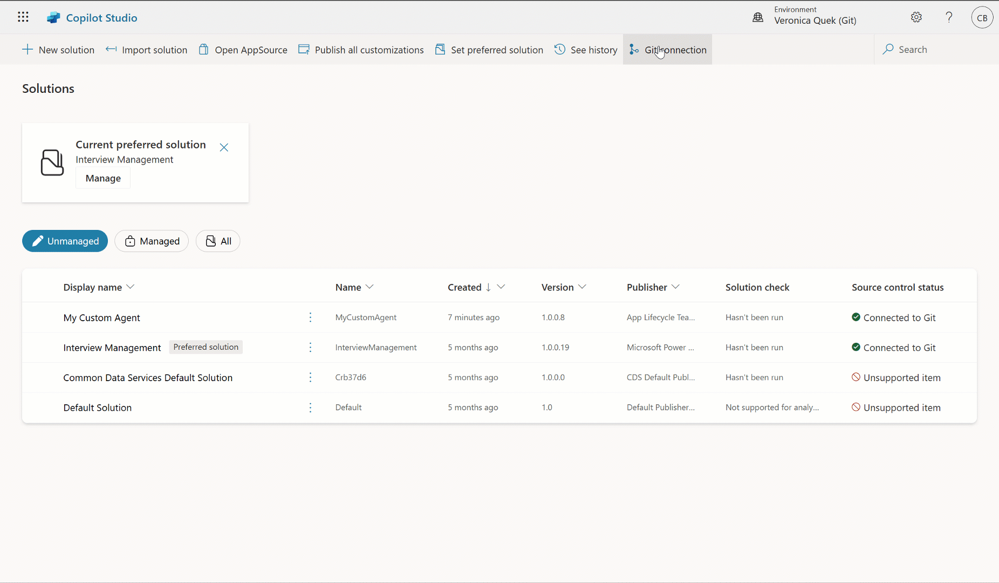 Copilot Studio
Environment
Veronica Quek (Git)
CB
New solution
Import solution
Open AppSource
Publish all customizations
Set preferred solution
See history
Git connection
Search
Solutions
Current preferred solution
Interview Management
Manage
Unmanaged
Managed
All
Display name Name Created ↓ Version Publisher Solution check Source control status
My Custom Agent MyCustomAgent 7 minutes ago 1.0.0.8 App Lifecycle Tea... Hasn't been run Connected to Git
Interview Management Preferred solution InterviewManagement 5 months ago 1.0.0.19 Microsoft Power ... Hasn't been run Connected to Git
Common Data Services Default Solution Crb37d6 5 months ago 1.0.0.0 CDS Default Publ... Hasn't been run Unsupported item
Default Solution Default 5 months ago 1.0 Default Publisher... Not supported for analy... Unsupported item